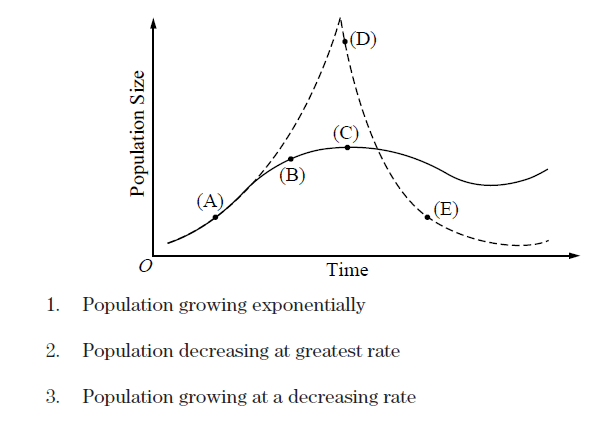 Population Size
(D)
(C)
(B)
(A)
(E)
O
Time
1. Population growing exponentially
2. Population decreasing at greatest rate
3. Population growing at a decreasing rate